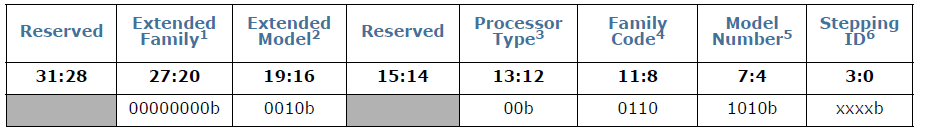 Reserved Extended Family1 Extended Model2 Reserved Processor Type3 Family Code4 Model Number5 Stepping ID6
31:28 27:20 19:16 15:14 13:12 11:8 7:4 3:0
00000000b 0010b 00b 0110 1010b xxxxb